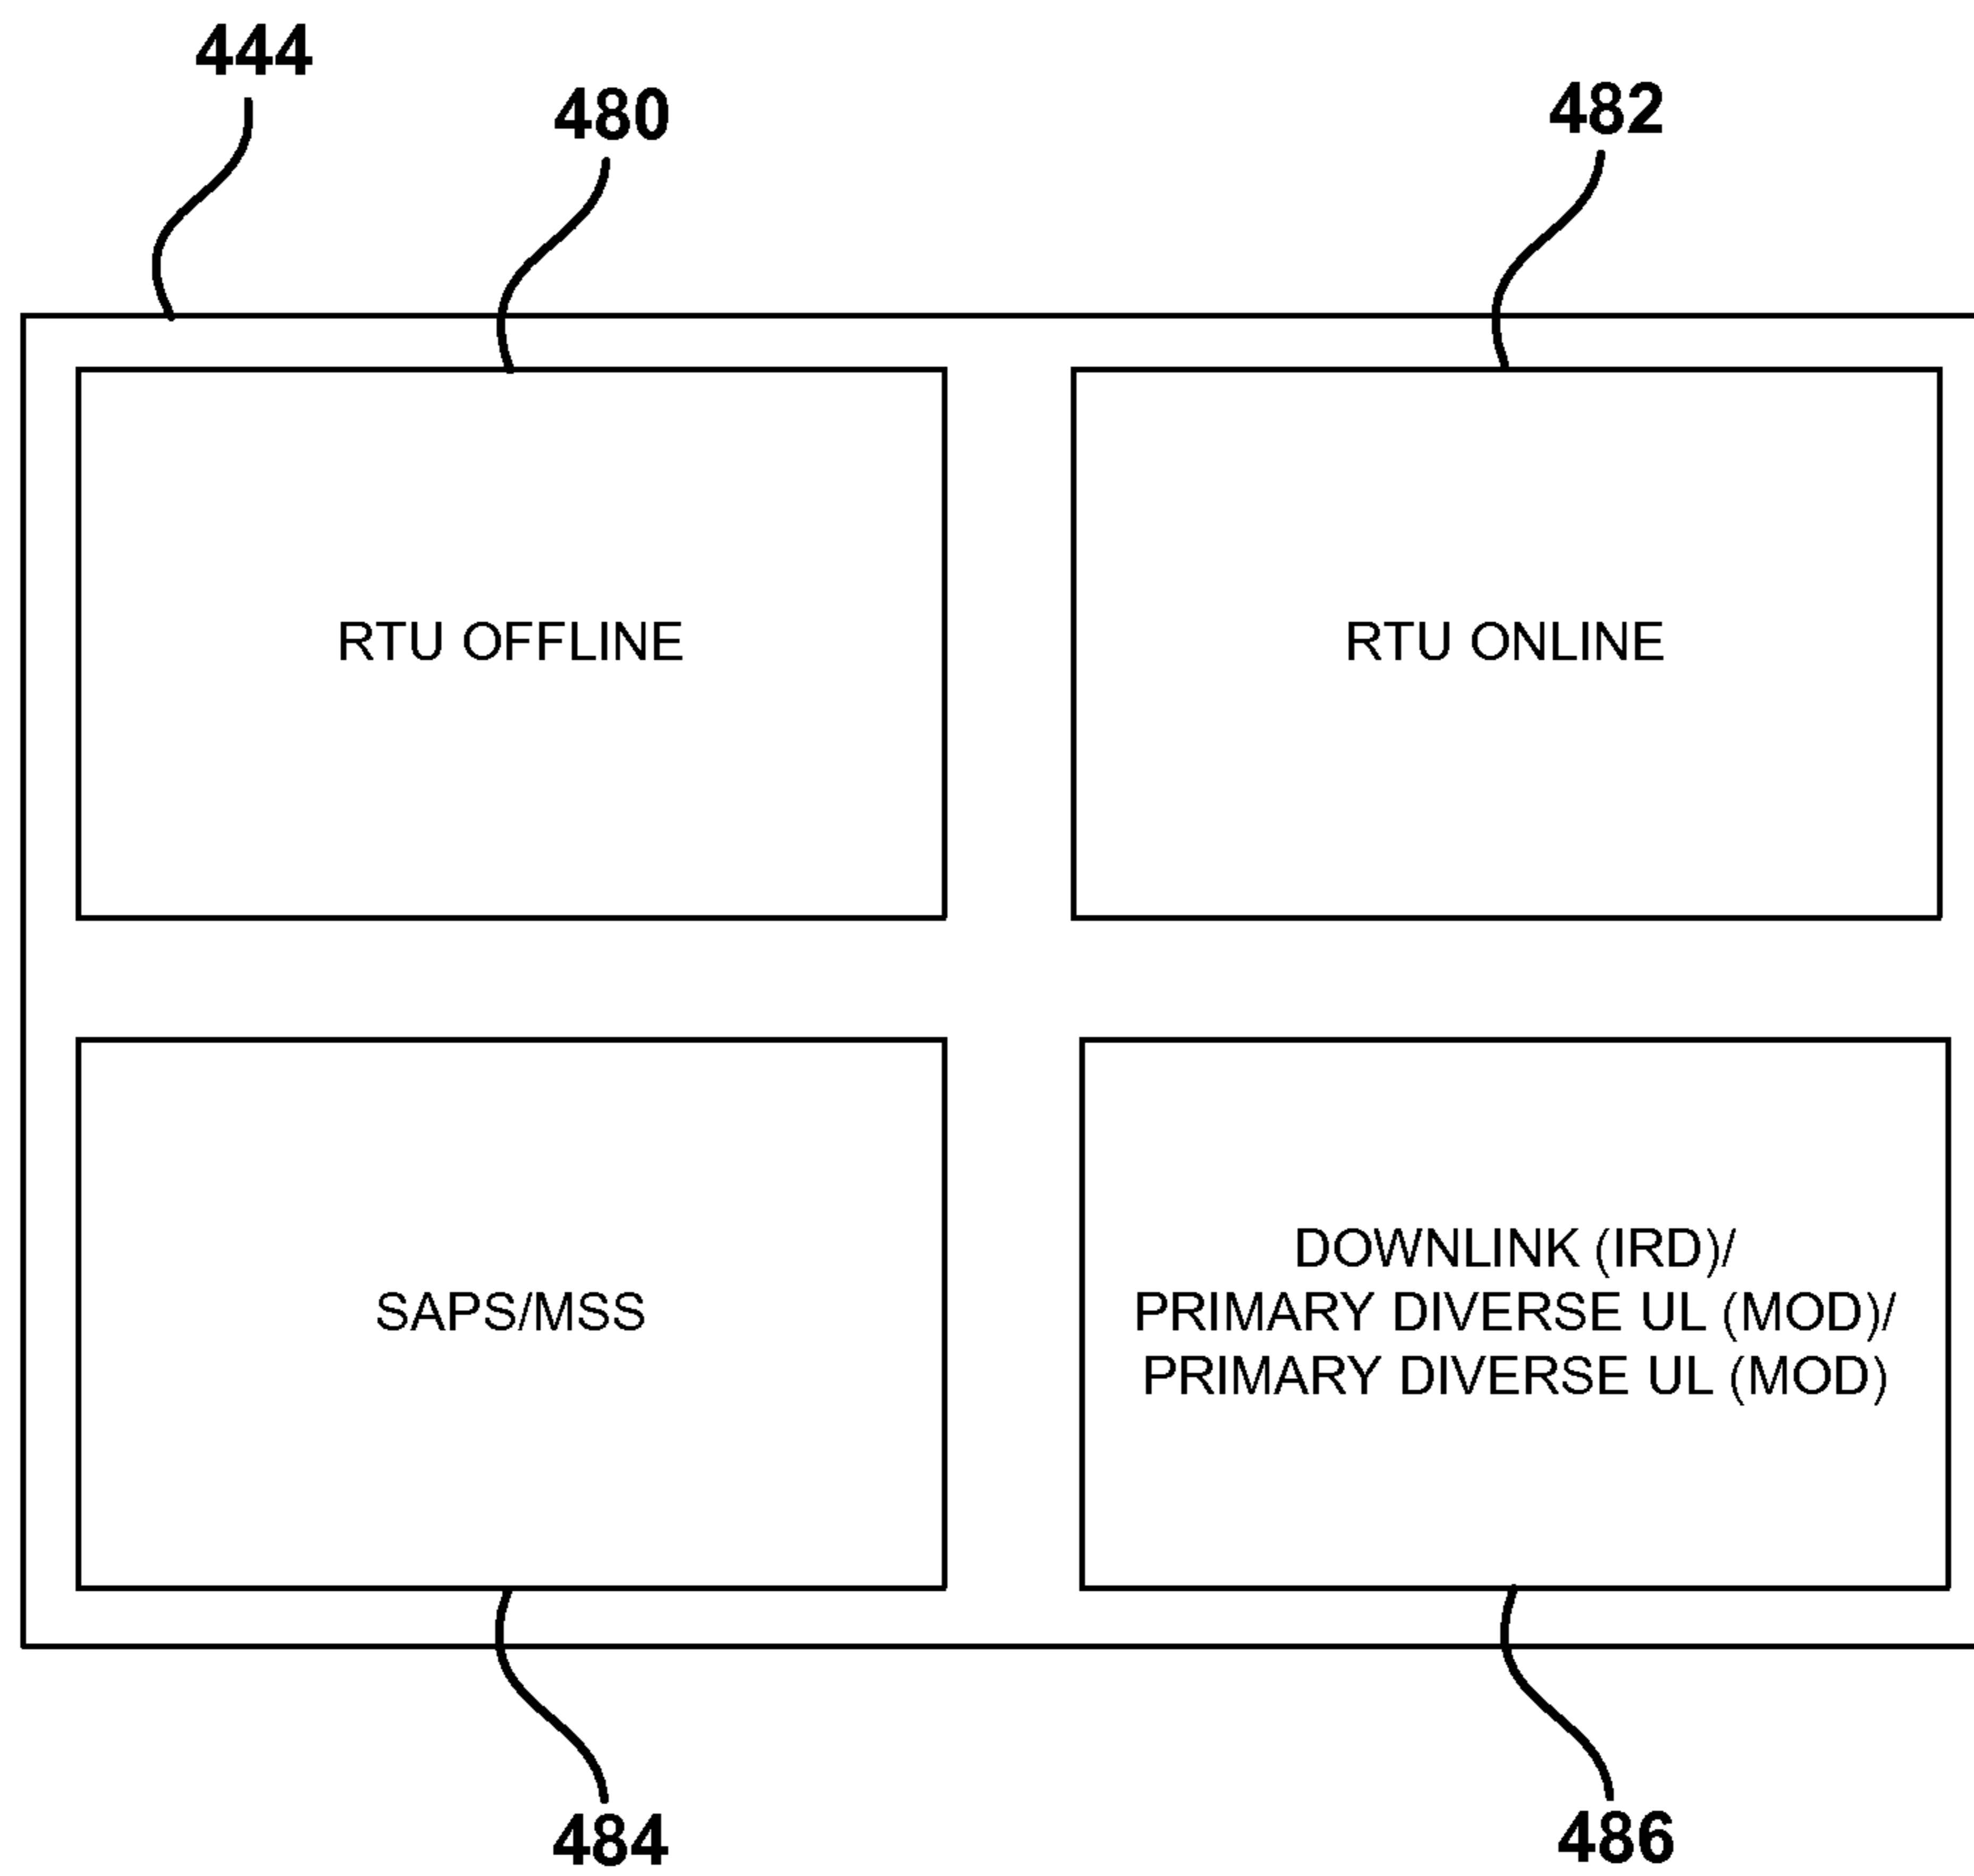 444
480
482
RTU OFFLINE
RTU ONLINE
SAPS/MSS
DOWNLINK (IRD)/
PRIMARY DIVERSE UL (MOD)/
PRIMARY DIVERSE UL (MOD)
484
486